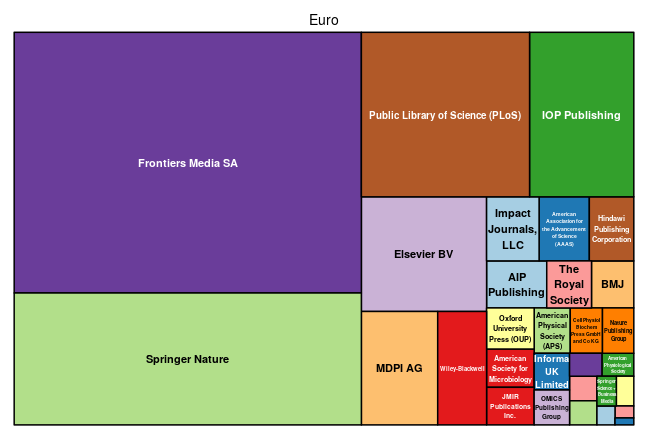 Euro
Frontiers Media SA
Springer Nature
Public Library of Science (PLoS)
IOP Publishing
Elsevier BV
MDPI AG
Wiley-Blackwell
Impact
Journals,
LLC
American
Association for
the Advancement
of Science
(AAAS)
Hindawi
Publishing
Corporation
AIP
Publishing
The
Royal
Society
BMJ
Oxford
University
Press (OUP)
American
Physical
Society
(APS)
Cell Physiol
Biochem
Press GmbH
and Co KG
Nature
Publishing
Group
American
Society for
Microbiology
Informa
UK
Limited
American
Physiological
Society
JMIR
Publications
Inc.
OMICS
Publishing
Group
Springer
Science +
Business
Media